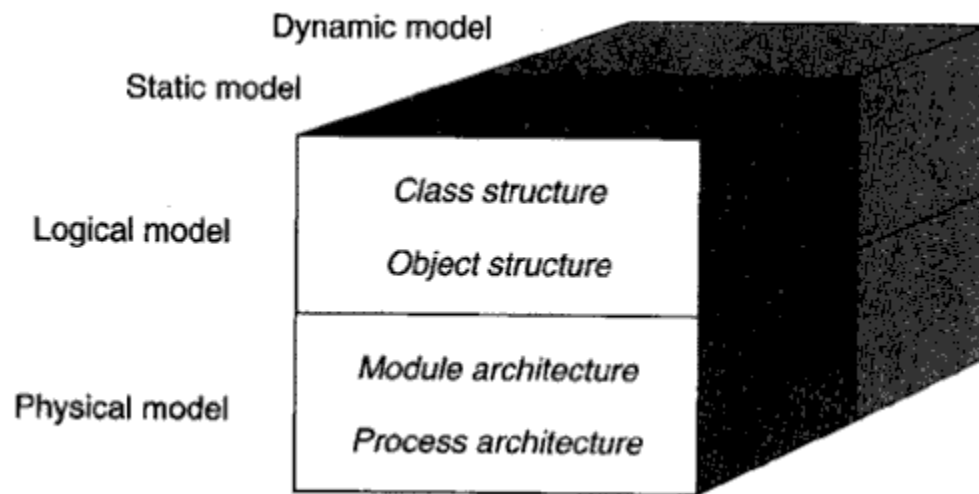 Dynamic model
Static model
Class structure
Logical model
Object structure
Module architecture
Physical model
Process architecture